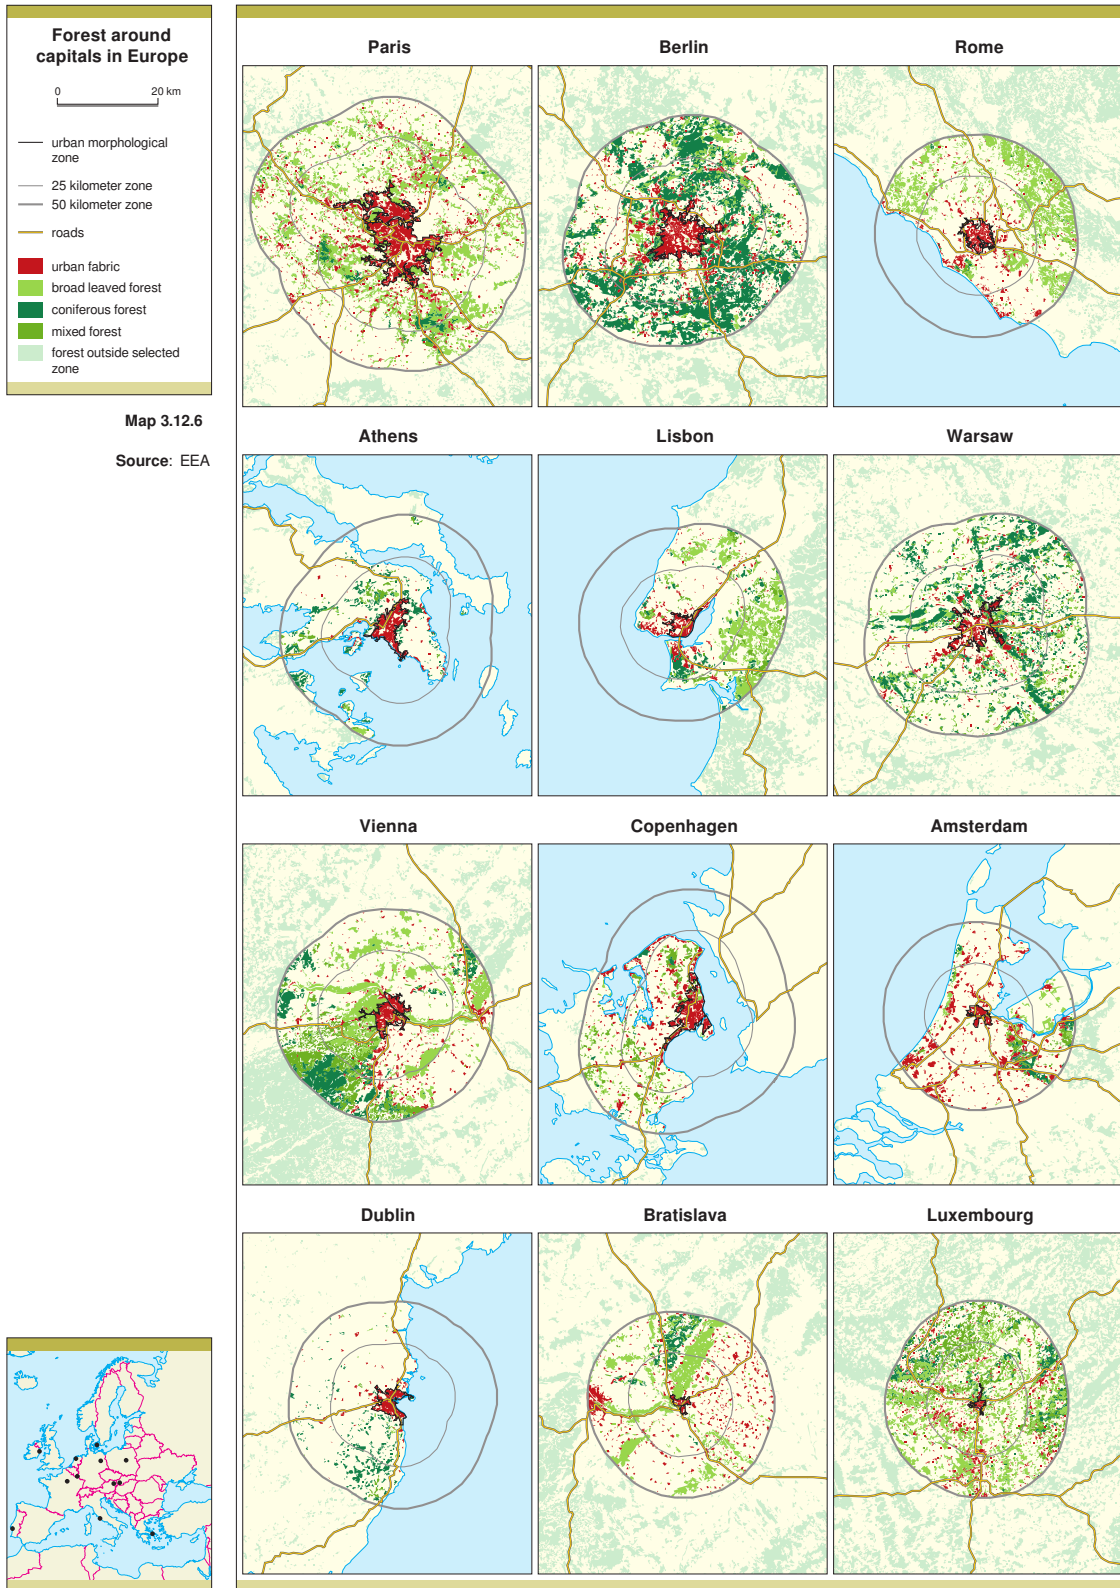 Forest around
capitals in Europe
0 20 km
urban morphological
zone
25 kilometer zone
50 kilometer zone
roads
urban fabric
broad leaved forest
coniferous forest
mixed forest
forest outside selected
zone
Map 3.12.6
Source: EEA
Paris
Berlin
Rome
Athens
Lisbon
Warsaw
Vienna
Copenhagen
Amsterdam
Dublin
Bratislava
Luxembourg